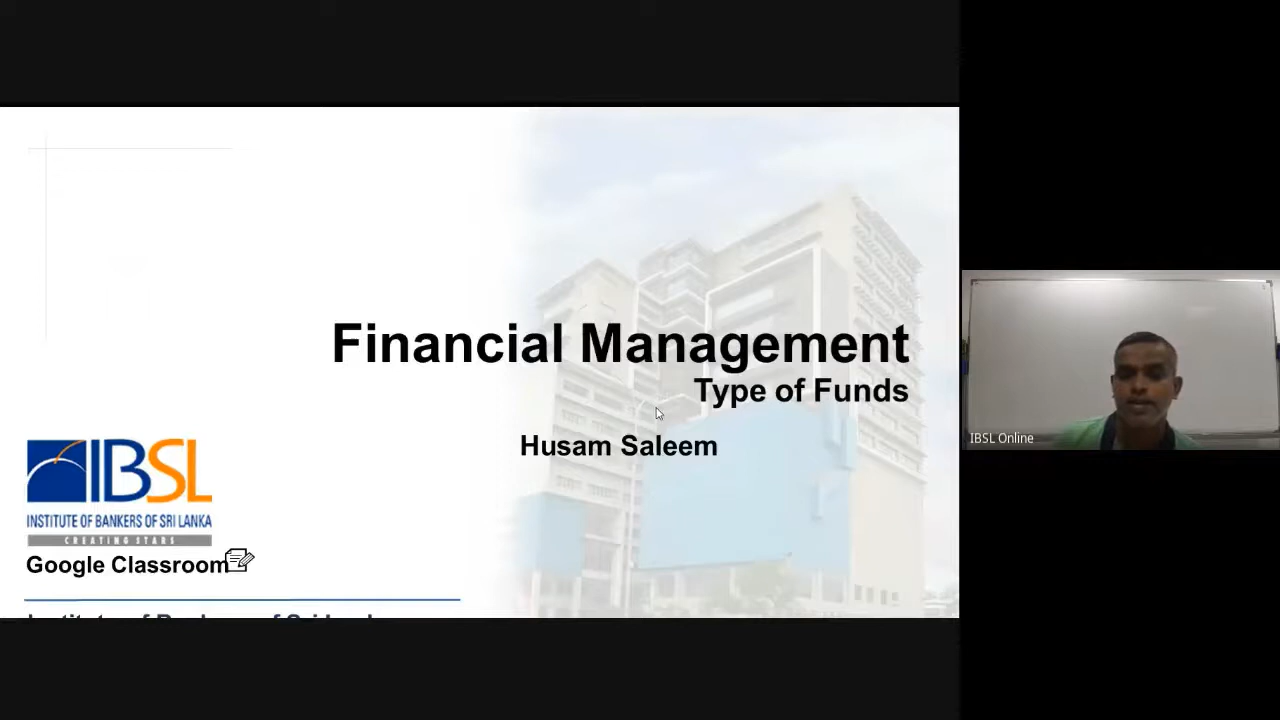 Financial Management
Type of Funds
Husam Saleem
IBSL
INSTITUTE OF BANKERS OF SRI LANKA
CREATING STARS
Google Classroom
IBSL Online